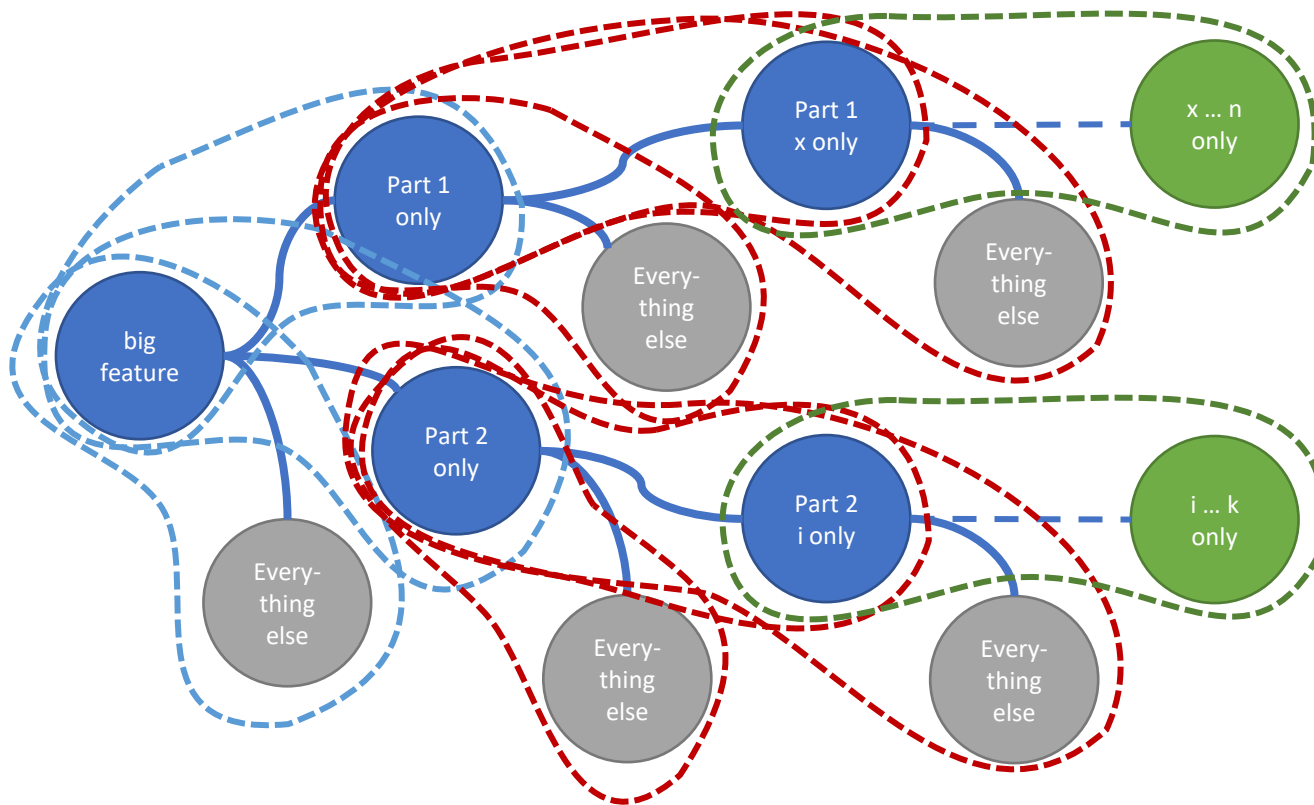 big
feature
Part 1
only
Part 1
x only
x ... n
only
Every-
thing
else
Every-
thing
else
Part 2
only
Part 2
i only
i ... k
only
Every-
thing
else
Every-
thing
else
Every-
thing
else